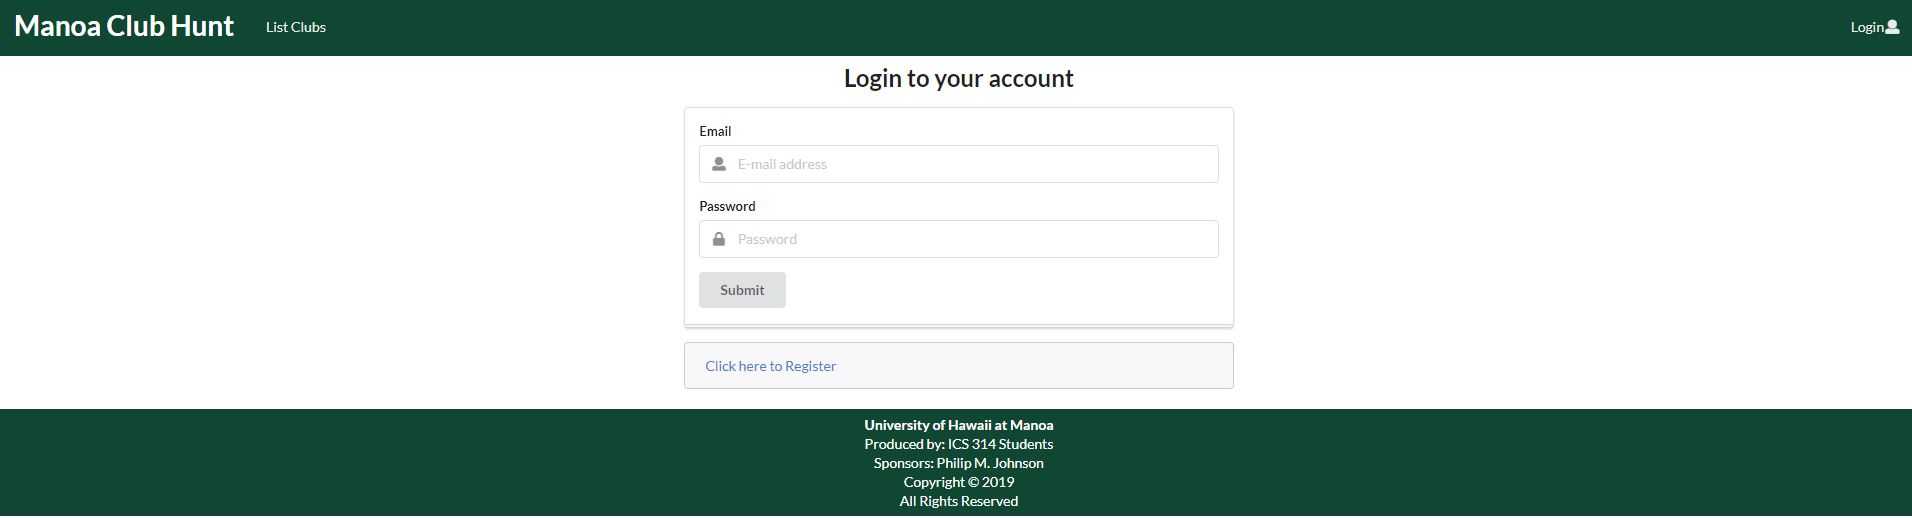 Manoa Club Hunt
List Clubs
Login
Login to your account
Email
E-mail address
Password
Password
Submit
Click here to Register
University of Hawaii at Manoa
Produced by: ICS 314 Students
Sponsors: Philip M. Johnson
Copyright © 2019
All Rights Reserved